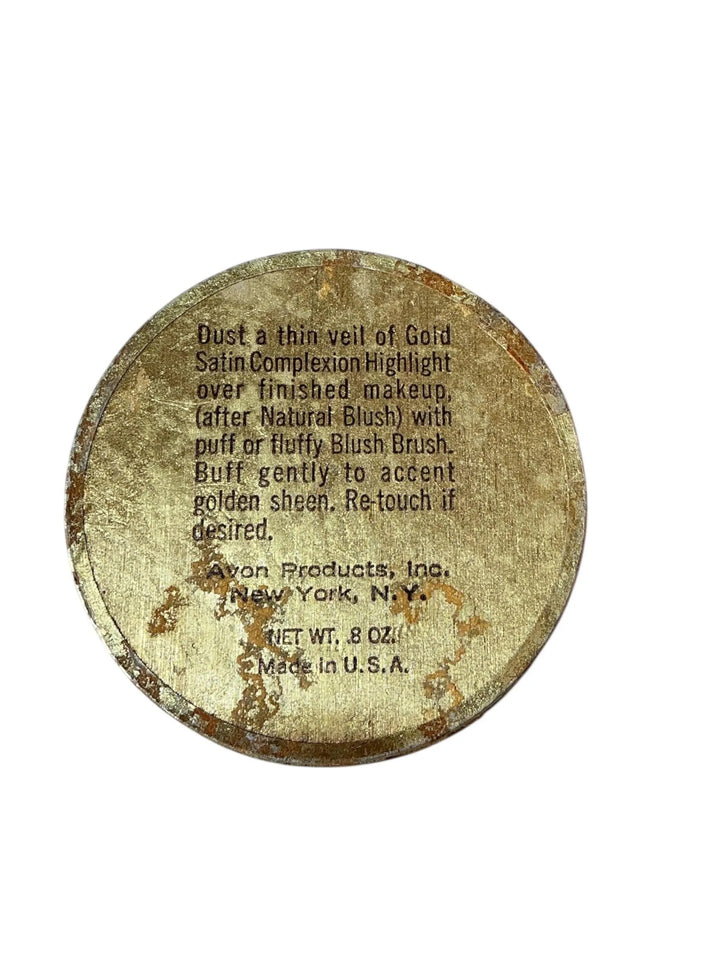 Dust a thin veil of Gold
Satin Complexion Highlight
over finished makeup,
(after Natural Blush) with
puff or fluffy Blush Brush.
Buff gently to accent
golden sheen. Re-touch if
desired.
Avon Products, Inc.
New York, N.Y.
NET WT. .8 OZ.
Made in U.S.A.